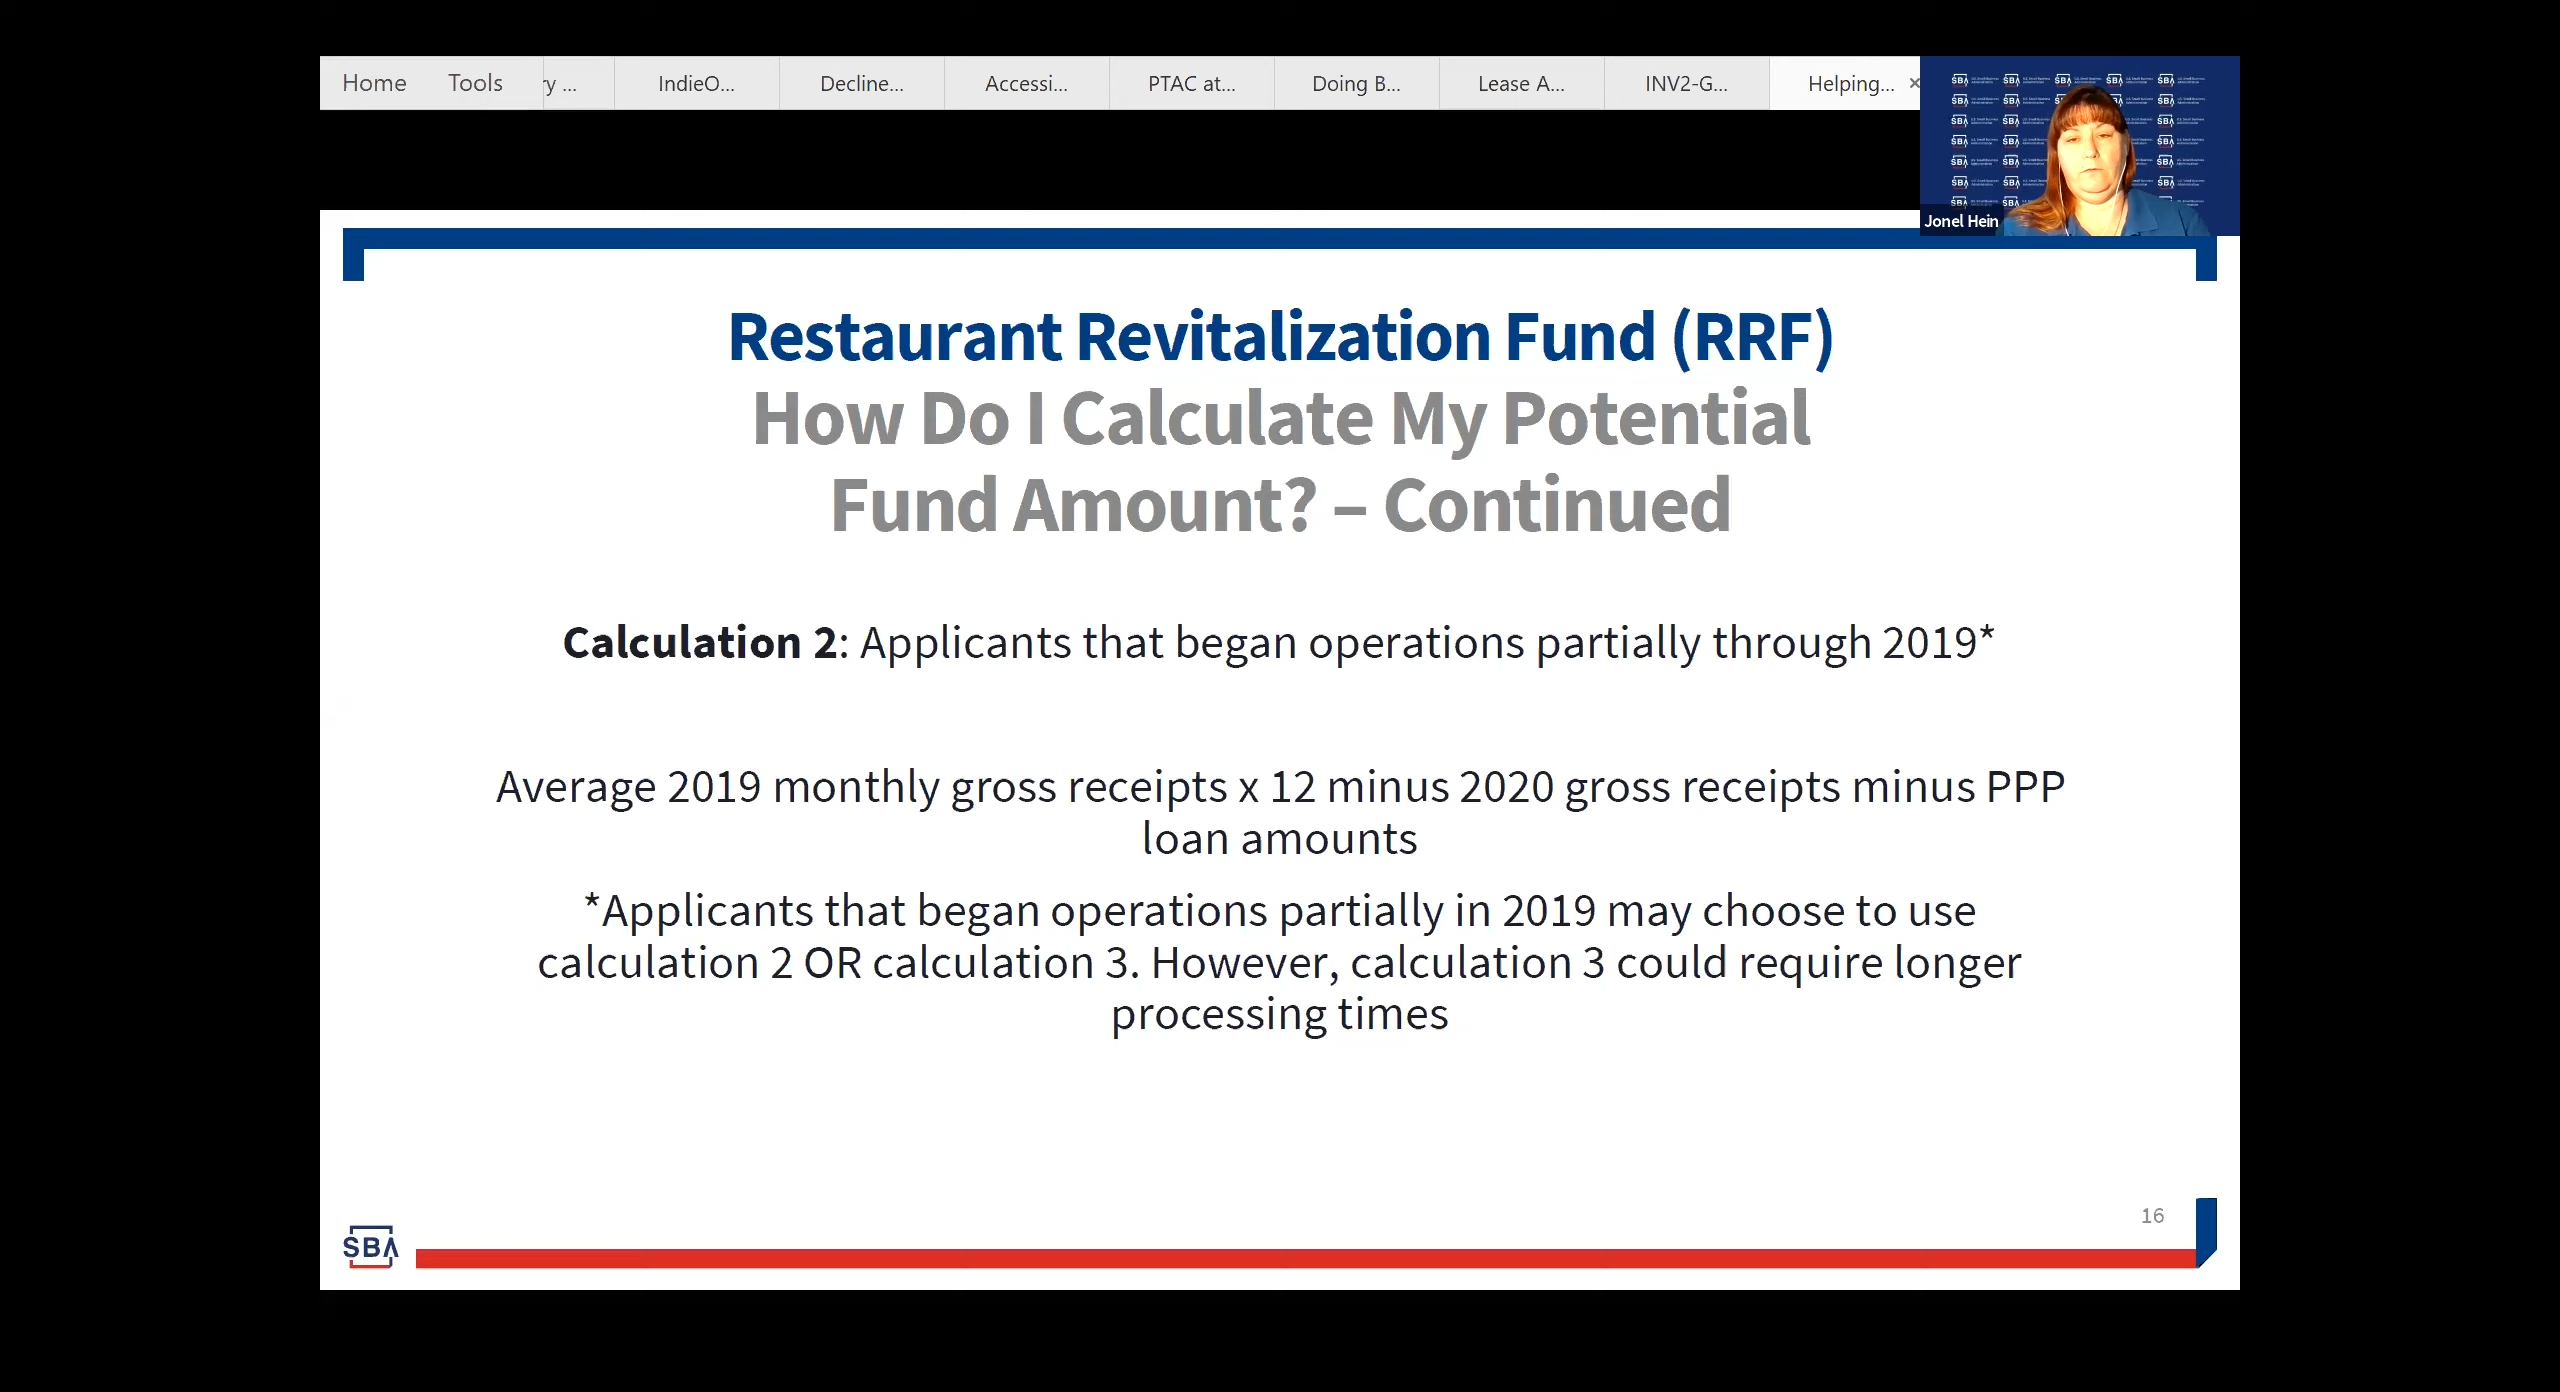 Home Tools ry ... IndieO... Decline... Accessi... PTAC at... Doing B... Lease A... INV2-G... Helping... ×
SBA
Jonel Hein
Restaurant Revitalization Fund (RRF)
How Do I Calculate My Potential
Fund Amount? – Continued
Calculation 2: Applicants that began operations partially through 2019*
Average 2019 monthly gross receipts x 12 minus 2020 gross receipts minus PPP
loan amounts
*Applicants that began operations partially in 2019 may choose to use
calculation 2 OR calculation 3. However, calculation 3 could require longer
processing times
16
SBA